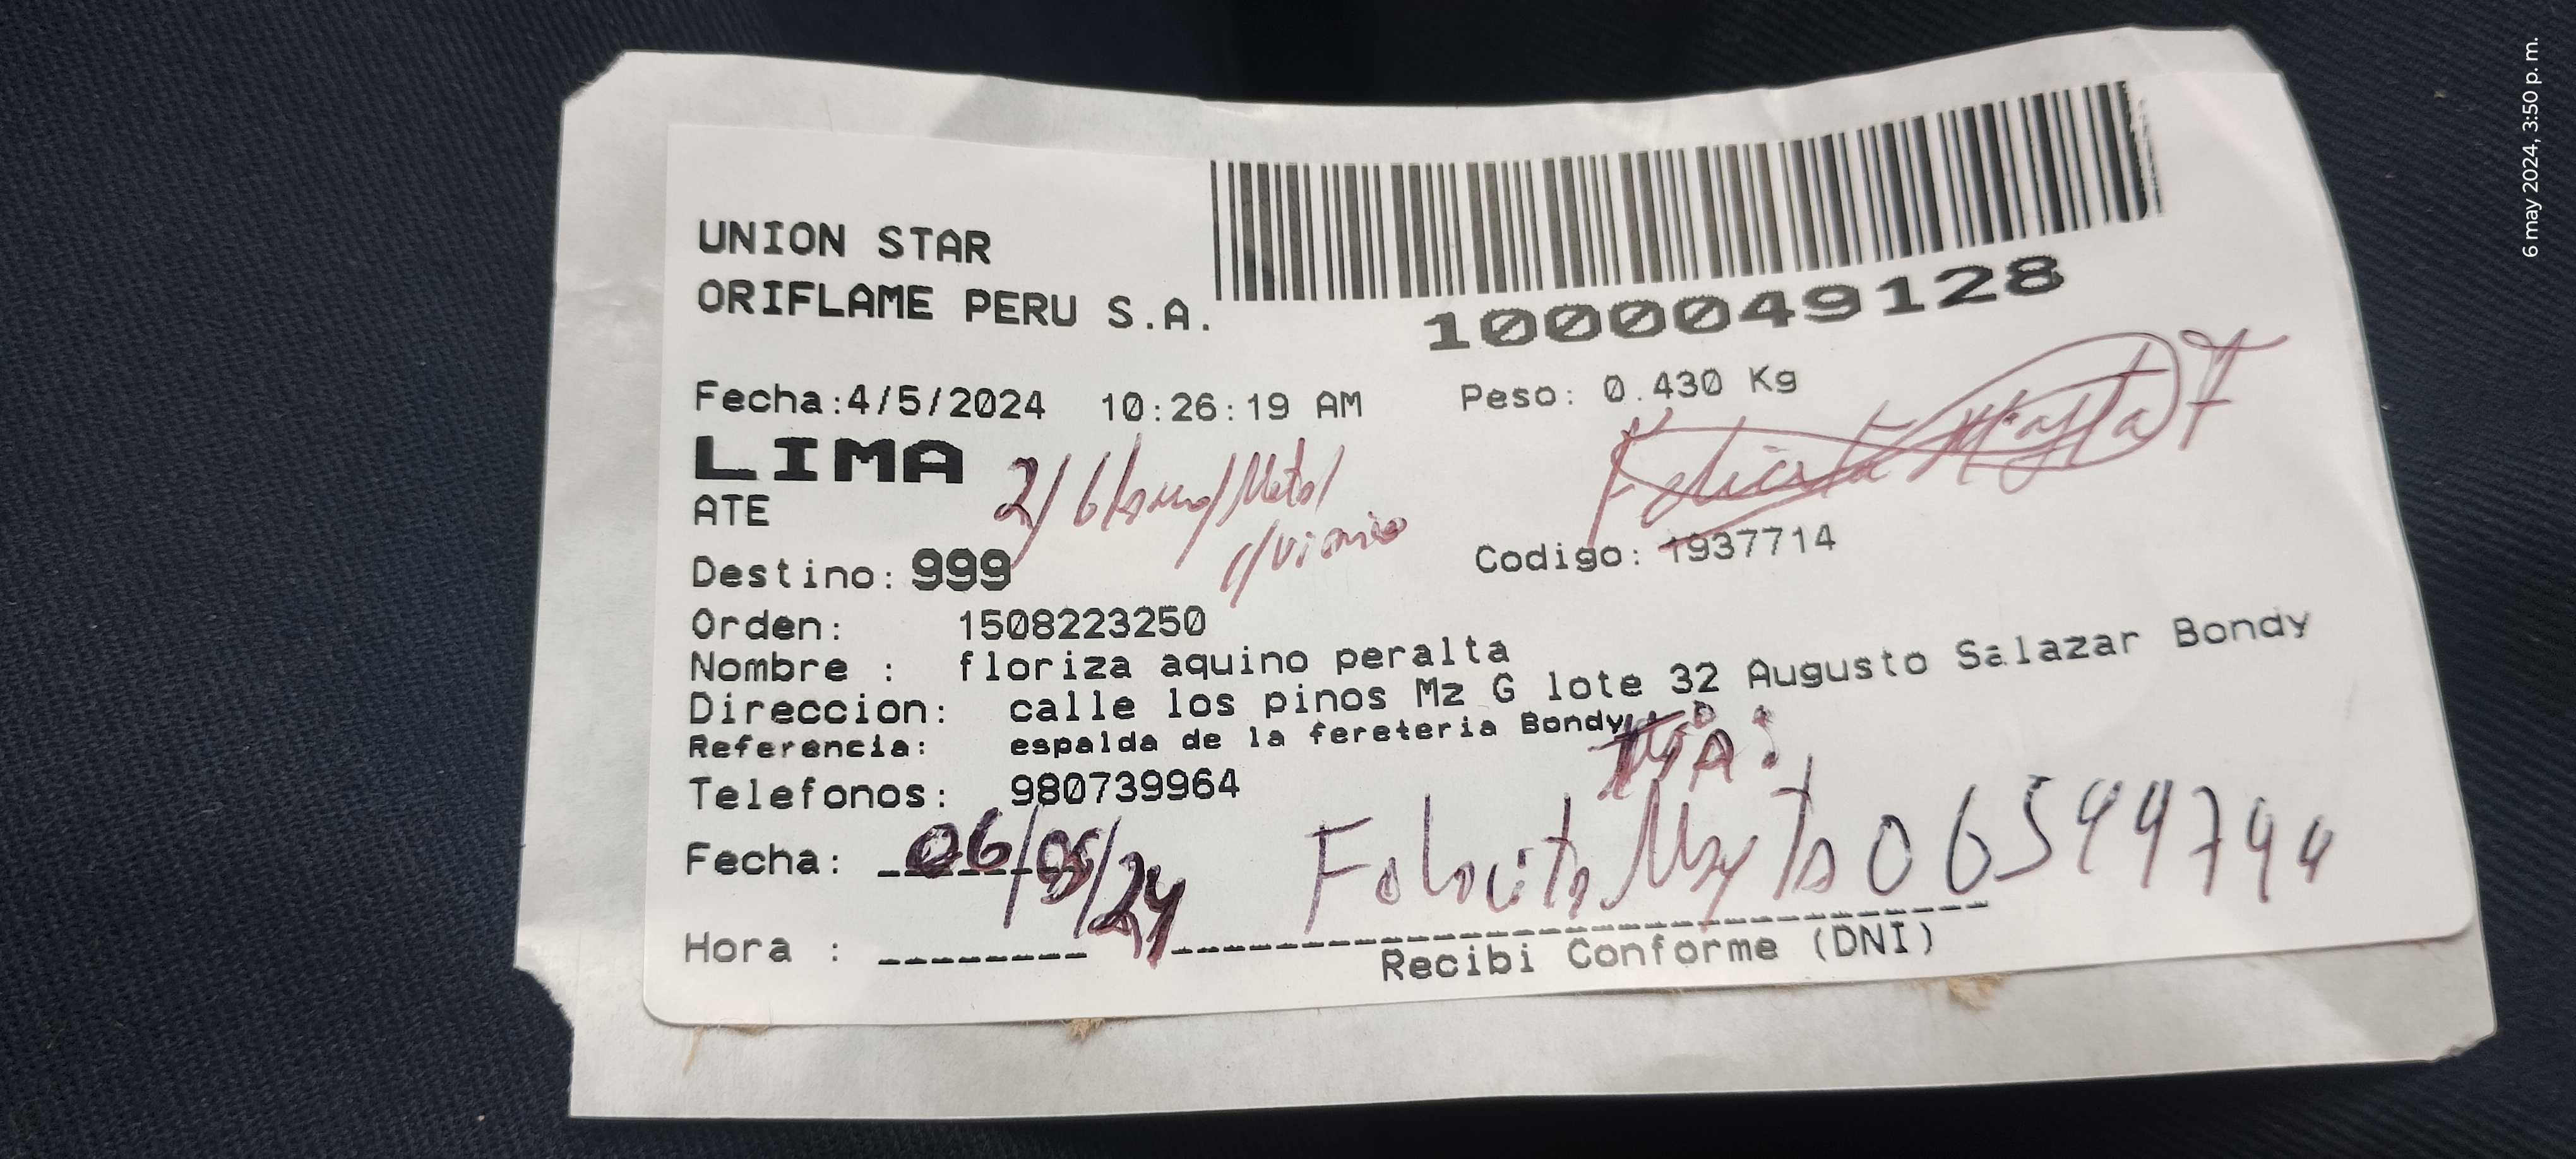 UNION STAR
ORIFLAME PERU S.A.
1000049128
Fecha:4/5/2024 10:26:19 AM Peso: 0.430 Kg
LIMA
ATE
Destino: 999 Codigo: 1937714
Orden: 1508223250
Nombre : floriza aquino peralta
Direccion: calle los pinos Mz G lote 32 Augusto Salazar Bondy
Referencia: espalda de la fereteria Bondy
Telefonos: 980739964
Fecha: 06/05/24
Hora :
Recibi Conforme (DNI)
6 may 2024, 3:50 p. m.